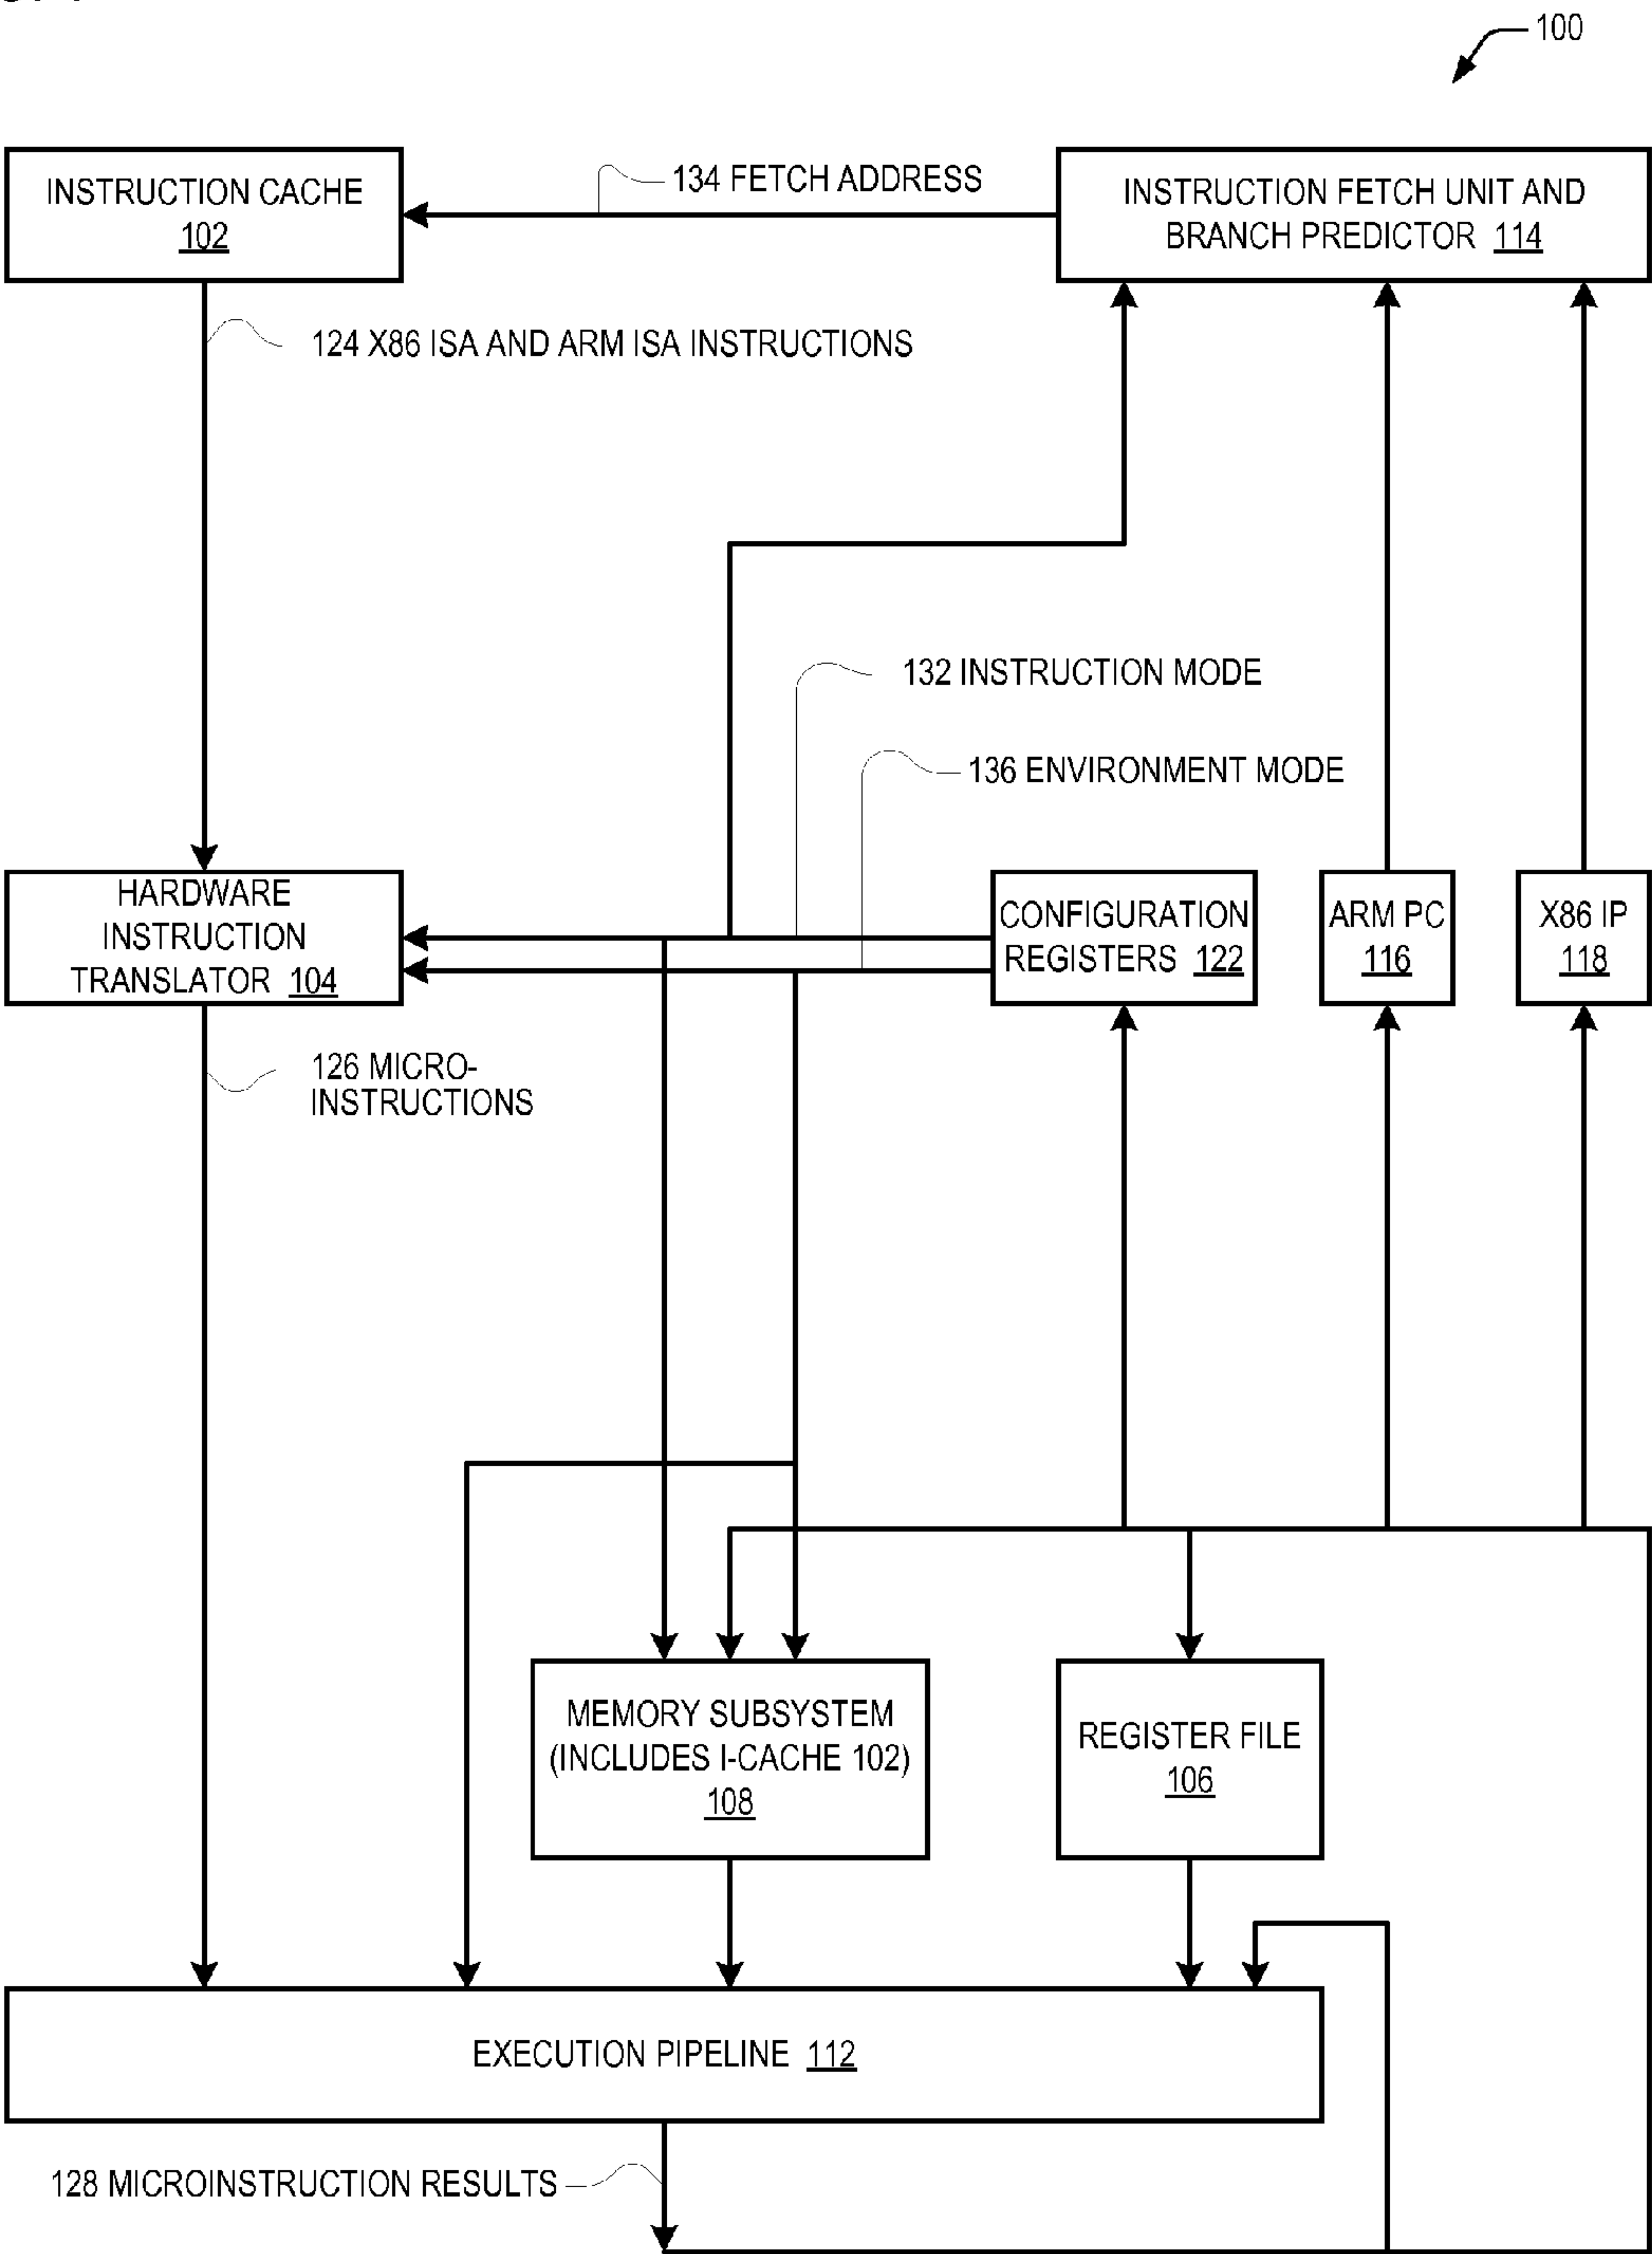 100
INSTRUCTION CACHE
102
134 FETCH ADDRESS
INSTRUCTION FETCH UNIT AND
BRANCH PREDICTOR 114
124 X86 ISA AND ARM ISA INSTRUCTIONS
132 INSTRUCTION MODE
136 ENVIRONMENT MODE
HARDWARE
INSTRUCTION
TRANSLATOR 104
CONFIGURATION
REGISTERS 122
ARM PC
116
X86 IP
118
126 MICRO-
INSTRUCTIONS
MEMORY SUBSYSTEM
(INCLUDES I-CACHE 102)
108
REGISTER FILE
106
EXECUTION PIPELINE 112
128 MICROINSTRUCTION RESULTS